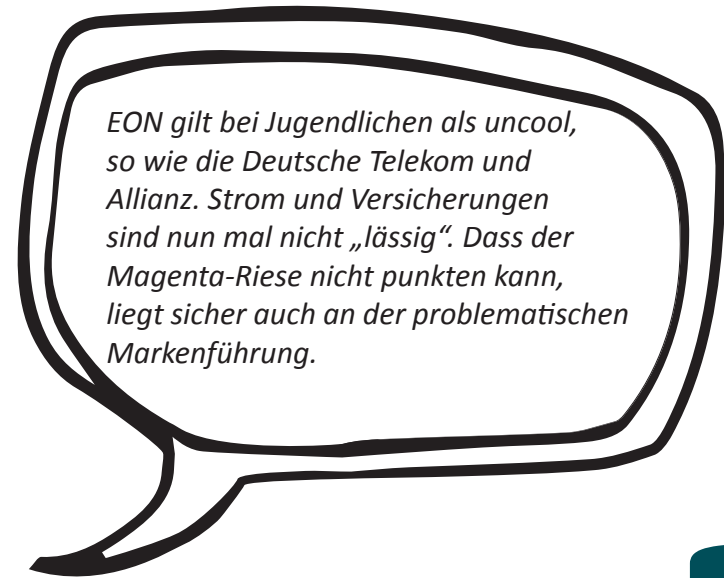 EON gilt bei Jugendlichen als uncool,
so wie die Deutsche Telekom und
Allianz. Strom und Versicherungen
sind nun mal nicht „lässig“. Dass der
Magenta-Riese nicht punkten kann,
liegt sicher auch an der problematischen
Markenführung.